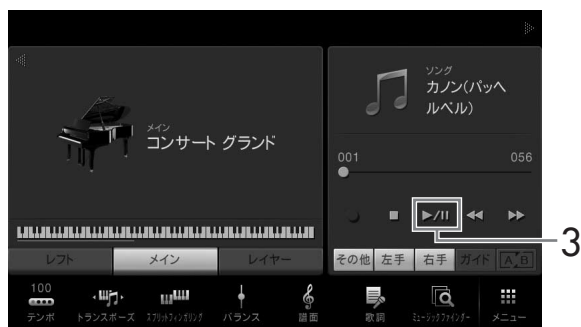 メイン
コンサート グランド
ソング
カノン(パッヘ
ルベル)
001
056
3
レフト
メイン
レイヤー
その他
左手
右手
ガイド
A B
100
テンポ
トランスポーズ
スプリットフィンガリング
バランス
譜面
歌詞
ミュージックファインダー
メニュー